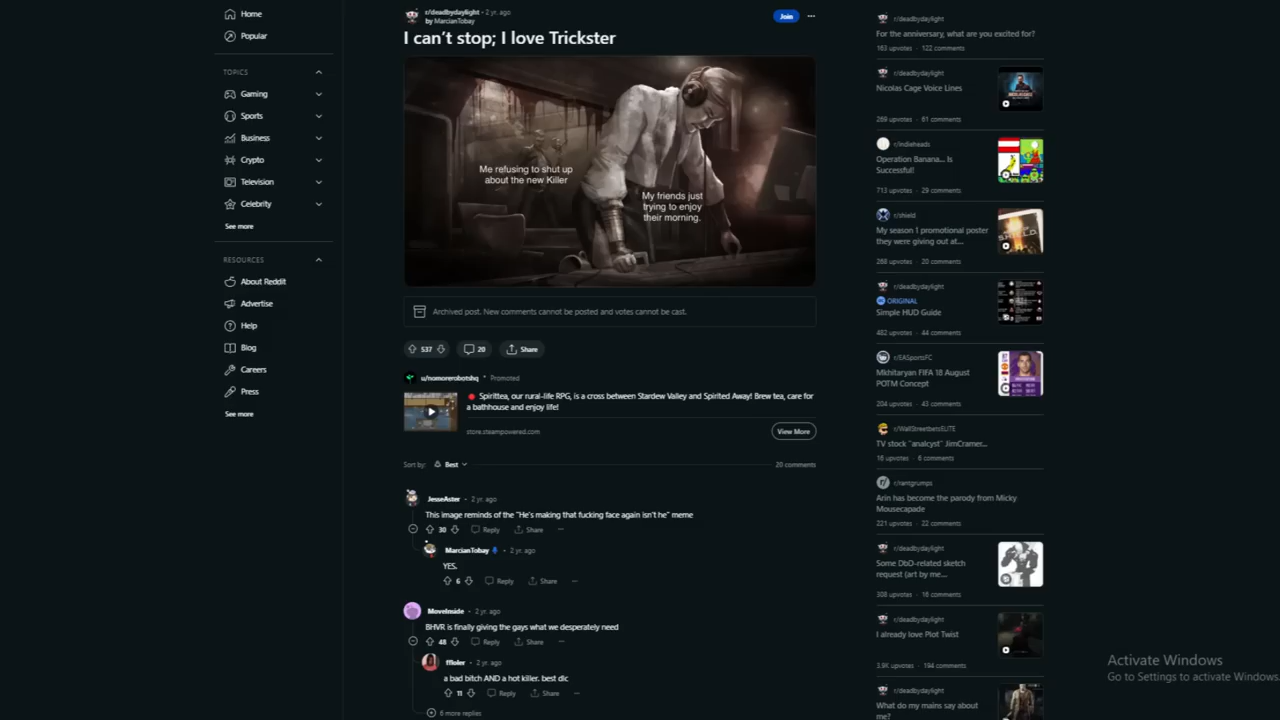 Home
Popular
TOPICS
Gaming
Sports
Business
Crypto
Television
Celebrity
See more
RESOURCES
About Reddit
Advertise
Help
Blog
Careers
Press
See more
r/deadbydaylight • 2 yr. ago
by MarcianTobay
Join
I can't stop; I love Trickster
Me refusing to shut up
about the new Killer
My friends just
trying to enjoy
their morning.
Archived post. New comments cannot be posted and votes cannot be cast.
537
20
Share
u/nomorerobotshq • Promoted
Spirittea, our rural-life RPG, is a cross between Stardew Valley and Spirited Away! Brew tea, care for
a bathhouse and enjoy life!
store.steampowered.com
View More
Sort by: Best
20 comments
JesseAster • 2 yr. ago
This image reminds of the "He's making that fucking face again isn't he" meme
30 Reply Share
MarcianTobay • 2 yr. ago
YES.
6 Reply Share
MoveInside • 2 yr. ago
BHVR is finally giving the gays what we desperately need
48 Reply Share
ffloler • 2 yr. ago
a bad bitch AND a hot killer. best dlc
11 Reply Share
6 more replies
r/deadbydaylight
For the anniversary, what are you excited for?
163 upvotes · 122 comments
r/deadbydaylight
Nicolas Cage Voice Lines
269 upvotes · 61 comments
r/indieheads
Operation Banana... Is
Successful!
713 upvotes · 29 comments
r/shield
My season 1 promotional poster
they were giving out at...
268 upvotes · 20 comments
r/deadbydaylight
ORIGINAL
Simple HUD Guide
482 upvotes · 44 comments
r/EASportsFC
Mkhitaryan FIFA 18 August
POTM Concept
204 upvotes · 43 comments
r/WallStreetbetsELITE
TV stock "analcyst" JimCramer...
16 upvotes · 6 comments
r/rantgrumps
Arin has become the parody from Micky
Mousecapade
221 upvotes · 22 comments
r/deadbydaylight
Some DbD-related sketch
request (art by me...
308 upvotes · 16 comments
r/deadbydaylight
I already love Plot Twist
3.9K upvotes · 194 comments
r/deadbydaylight
What do my mains say about
me?
Activate Windows
Go to Settings to activate Windows.